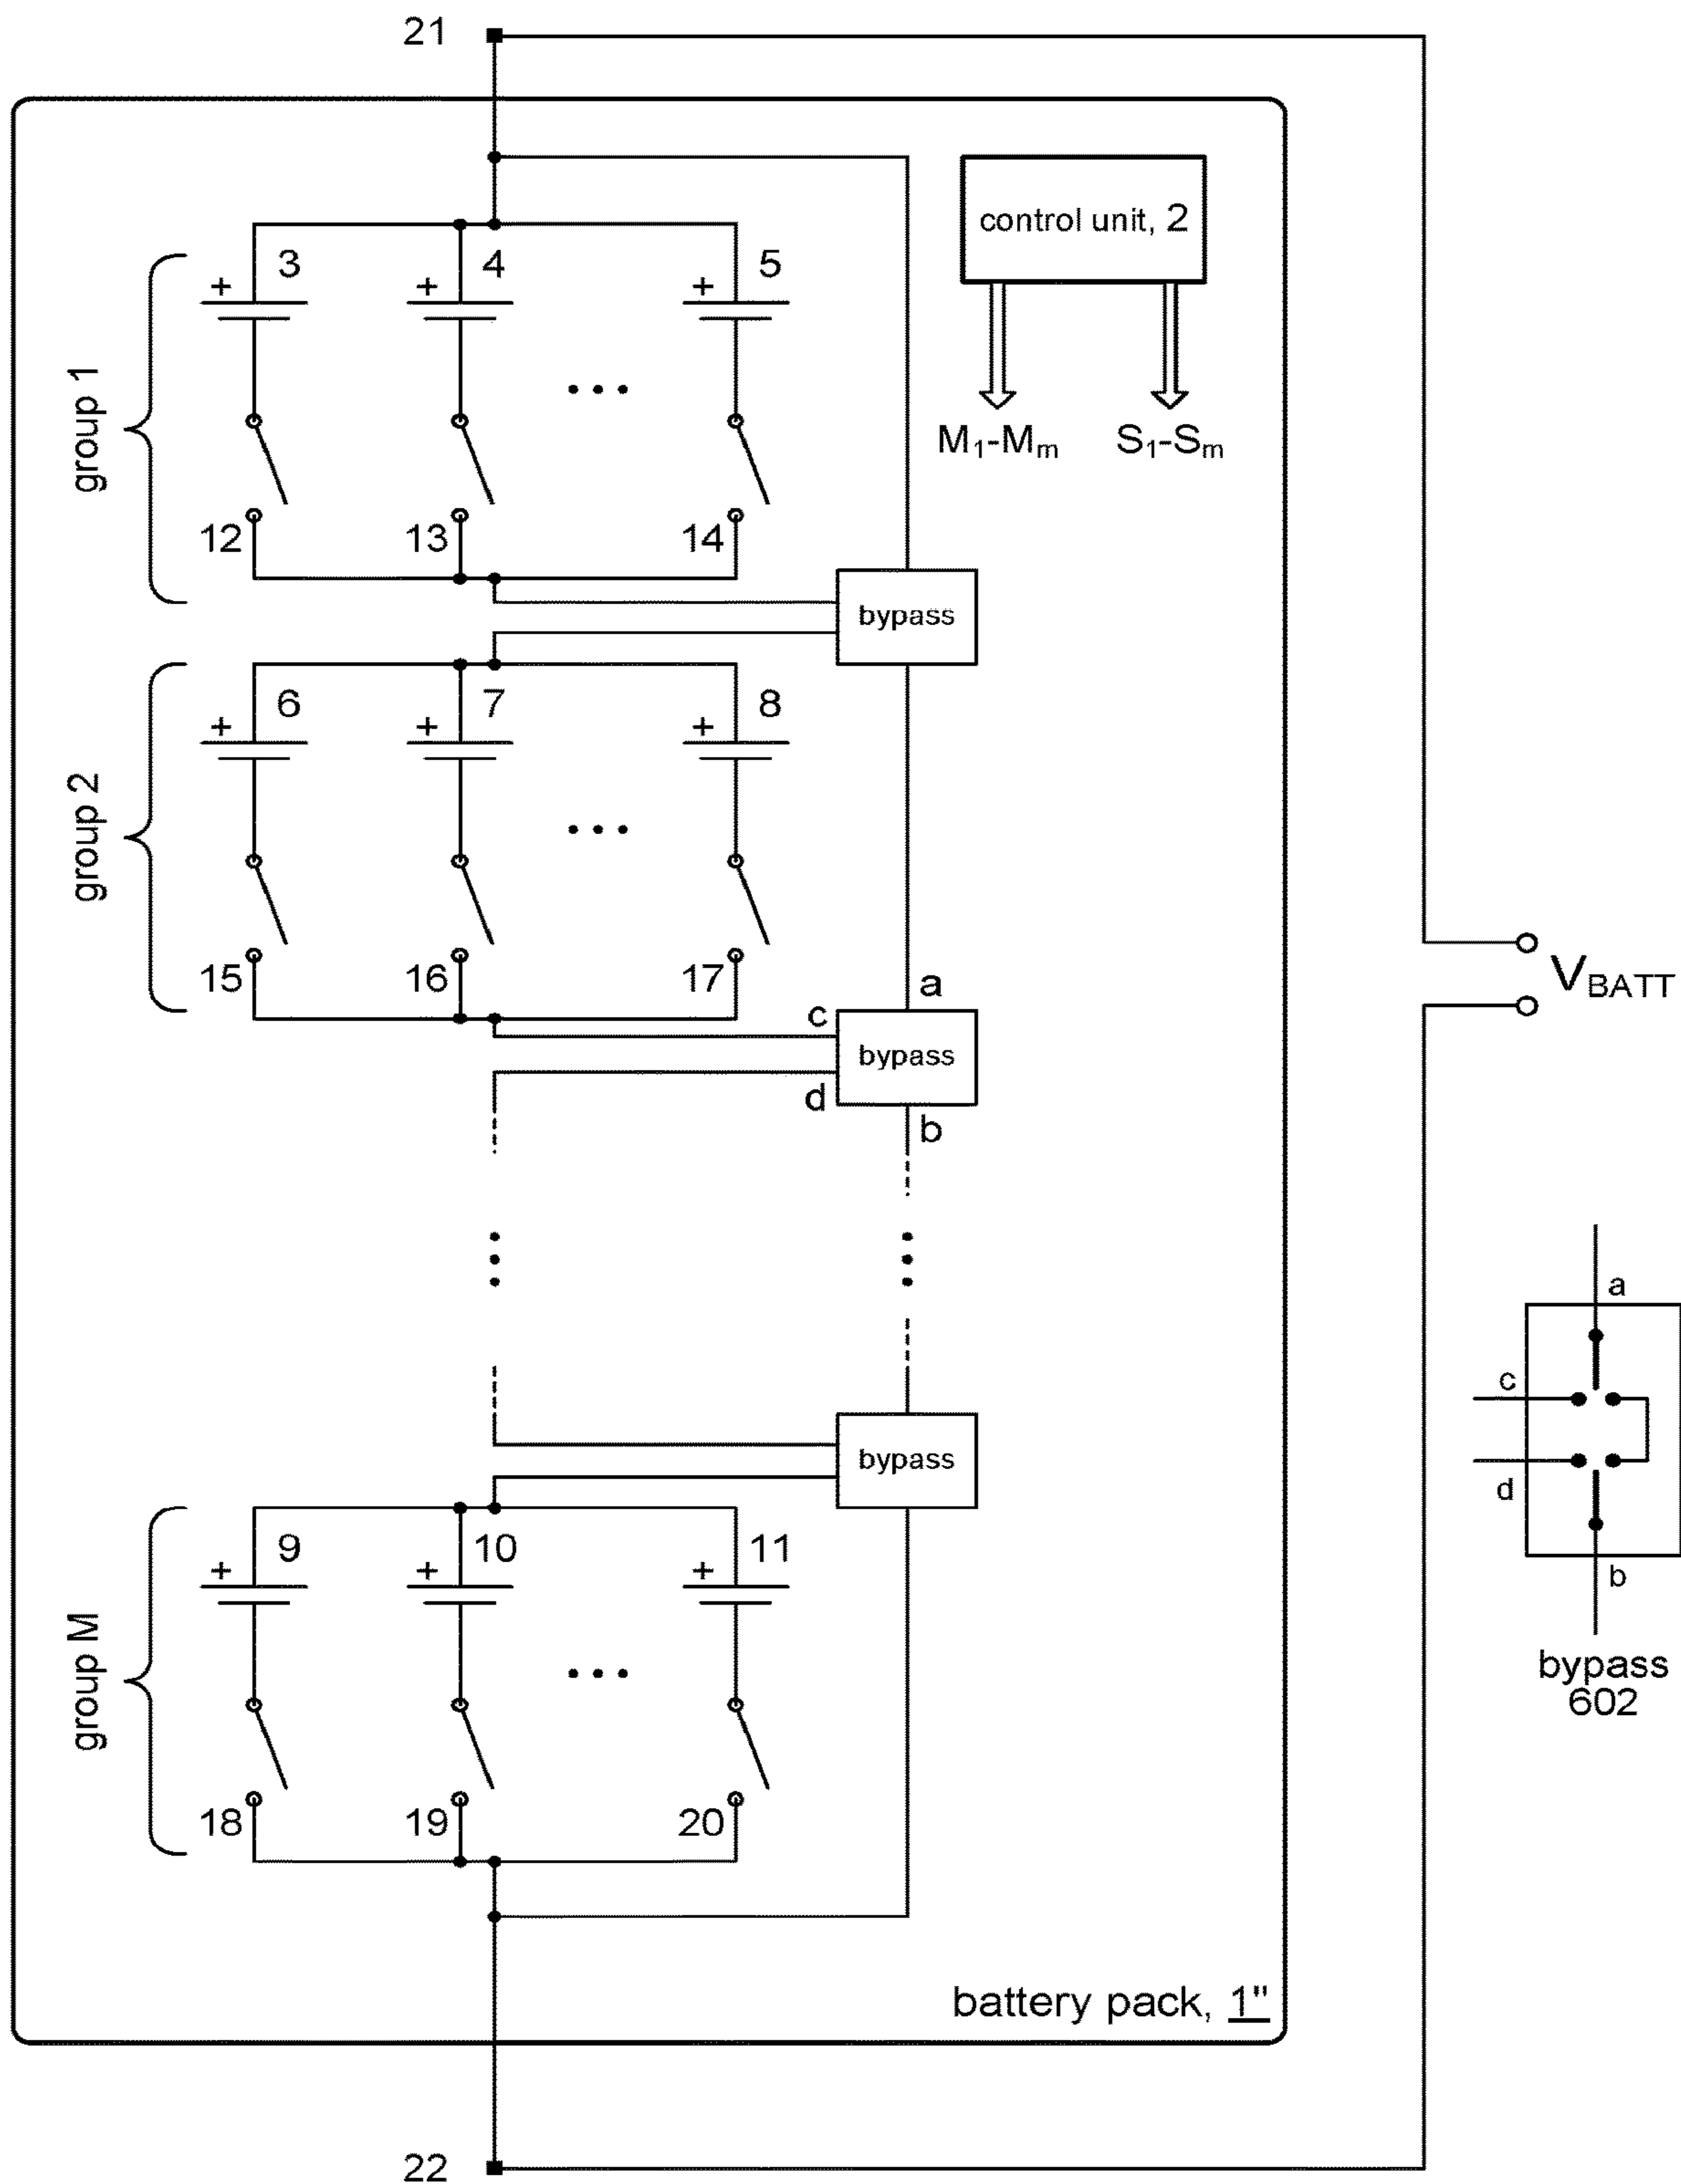 21
control unit, 2
M1-Mm S1-Sm
group 1
+ 3 + 4 + 5
12 13 14
bypass
group 2
+ 6 + 7 + 8
15 16 17
a
c
bypass
d
b
VBATT
a
c
d
b
bypass
602
bypass
group M
+ 9 + 10 + 11
18 19 20
battery pack, 1"
22